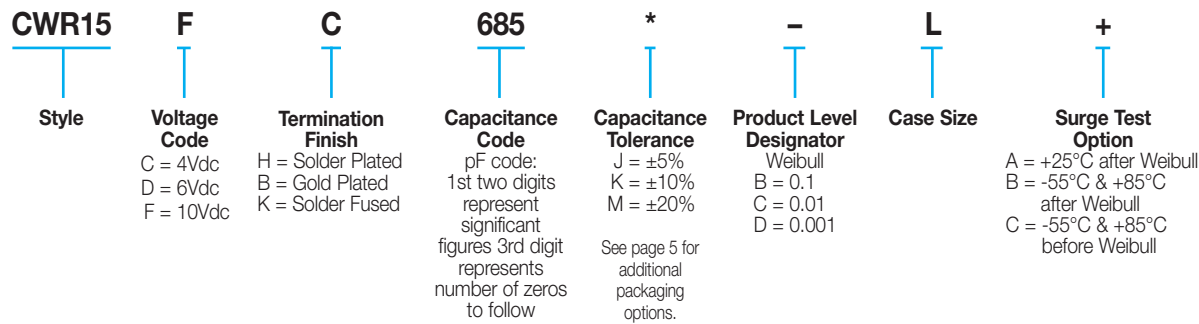 CWR15 F C 685 * – L +
Style
Voltage
Code
C = 4Vdc
D = 6Vdc
F = 10Vdc
Termination
Finish
H = Solder Plated
B = Gold Plated
K = Solder Fused
Capacitance
Code
pF code:
1st two digits
represent
significant
figures 3rd digit
represents
number of zeros
to follow
Capacitance
Tolerance
J = ±5%
K = ±10%
M = ±20%
See page 5 for
additional
packaging
options.
Product Level
Designator
Weibull
B = 0.1
C = 0.01
D = 0.001
Case Size
Surge Test
Option
A = +25°C after Weibull
B = -55°C & +85°C
after Weibull
C = -55°C & +85°C
before Weibull